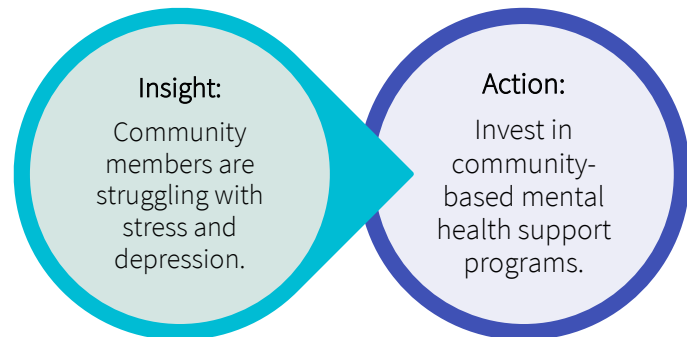 Insight:
Community
members are
struggling with
stress and
depression.
Action:
Invest in
community-
based mental
health support
programs.